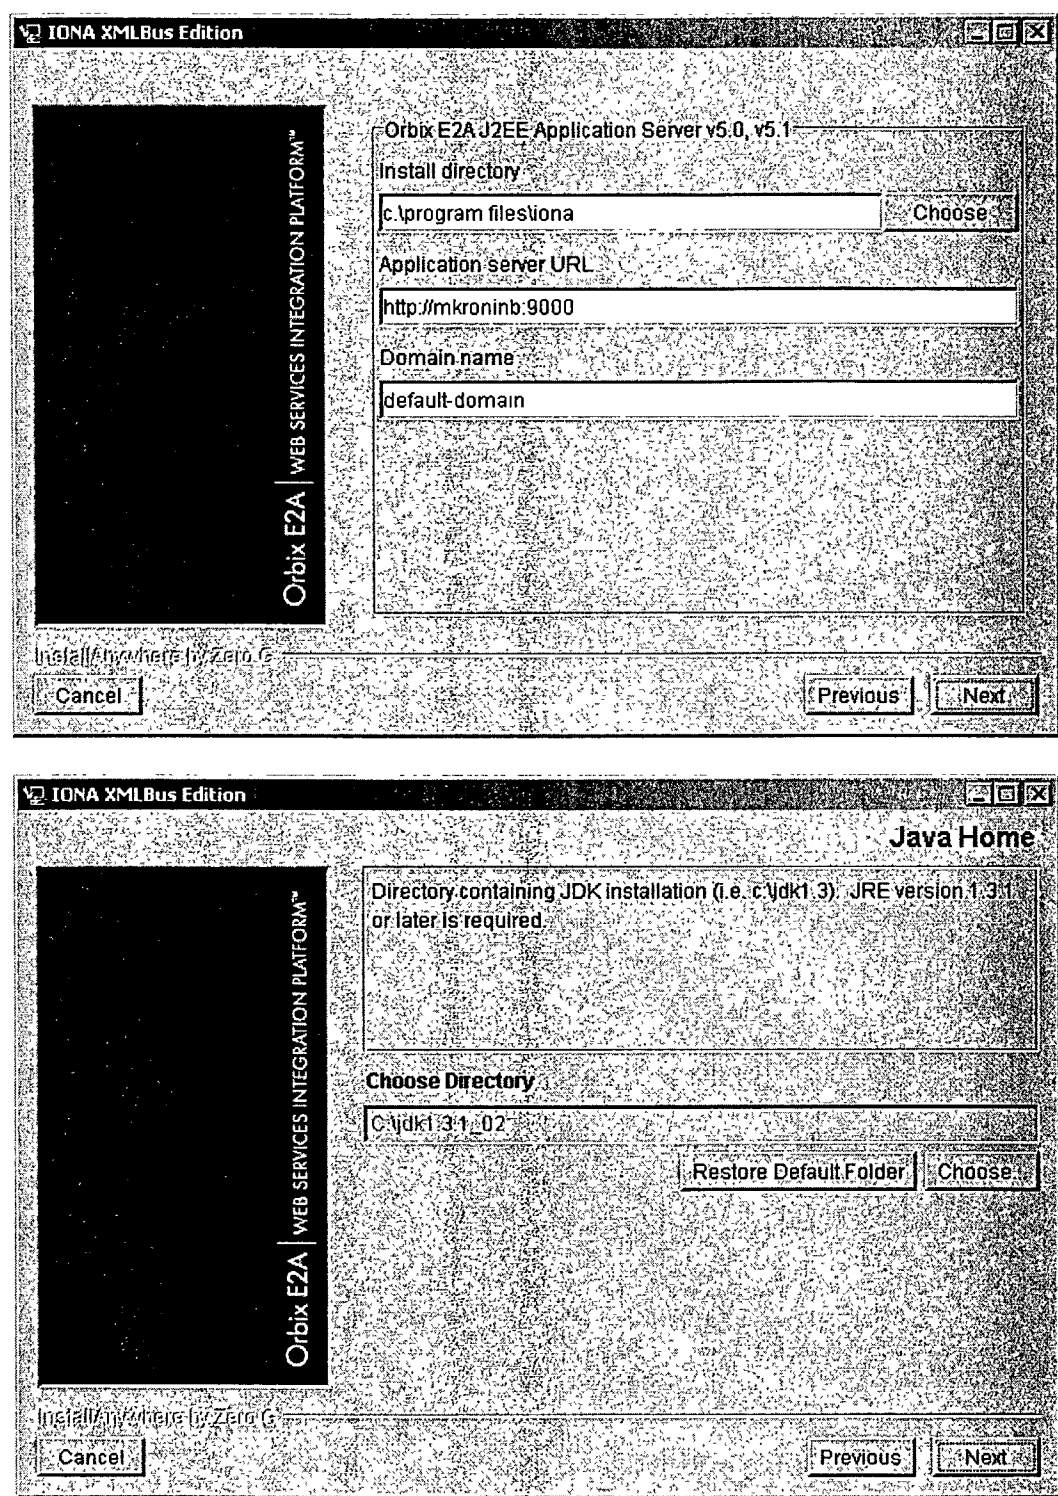 IONA XMLBus Edition
Orbix E2A | WEB SERVICES INTEGRATION PLATFORM™
Orbix E2A J2EE Application Server v5.0, v5.1
Install directory
c:\program files\iona
Choose
Application server URL
http://mkroninb:9000
Domain name
default-domain
InstallAnywhere by Zero G
Cancel
Previous
Next
IONA XMLBus Edition
Java Home
Orbix E2A | WEB SERVICES INTEGRATION PLATFORM™
Directory containing JDK installation (i.e. c:\jdk1.3). JRE version 1.3.1
or later is required.
Choose Directory
C:\jdk1.3.1_02
Restore Default Folder
Choose...
InstallAnywhere by Zero G
Cancel
Previous
Next